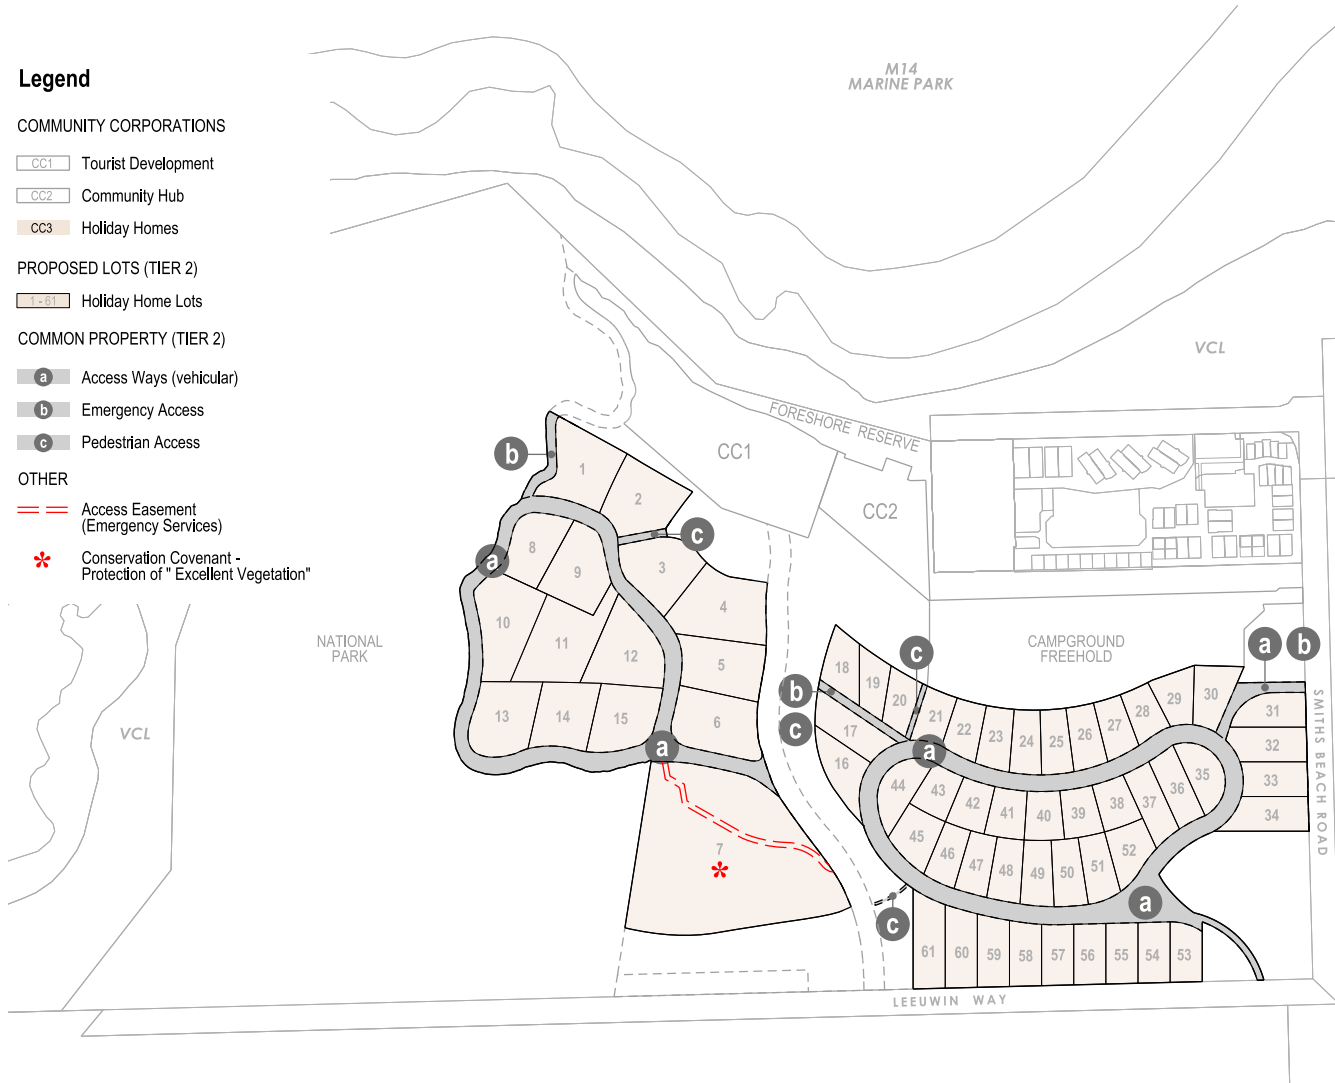 Legend
COMMUNITY CORPORATIONS
CC1 Tourist Development
CC2 Community Hub
CC3 Holiday Homes
PROPOSED LOTS (TIER 2)
1 - 61 Holiday Home Lots
COMMON PROPERTY (TIER 2)
a Access Ways (vehicular)
b Emergency Access
c Pedestrian Access
OTHER
Access Easement
(Emergency Services)
* Conservation Covenant -
Protection of " Excellent Vegetation"
M14
MARINE PARK
VCL
FORESHORE RESERVE
CC1
CC2
b
1
2
c
a
8
9
3
4
10
11
12
5
13
14
15
6
a
7
*
NATIONAL
PARK
VCL
CAMPGROUND
FREEHOLD
a
b
c
b
c
18
19
20
21
22
23
24
25
26
27
28
29
30
31
32
33
34
17
16
a
44
43
42
41
40
39
38
37
36
35
45
46
47
48
49
50
51
52
a
c
61
60
59
58
57
56
55
54
53
SMITHS BEACH ROAD
LEEUWIN WAY